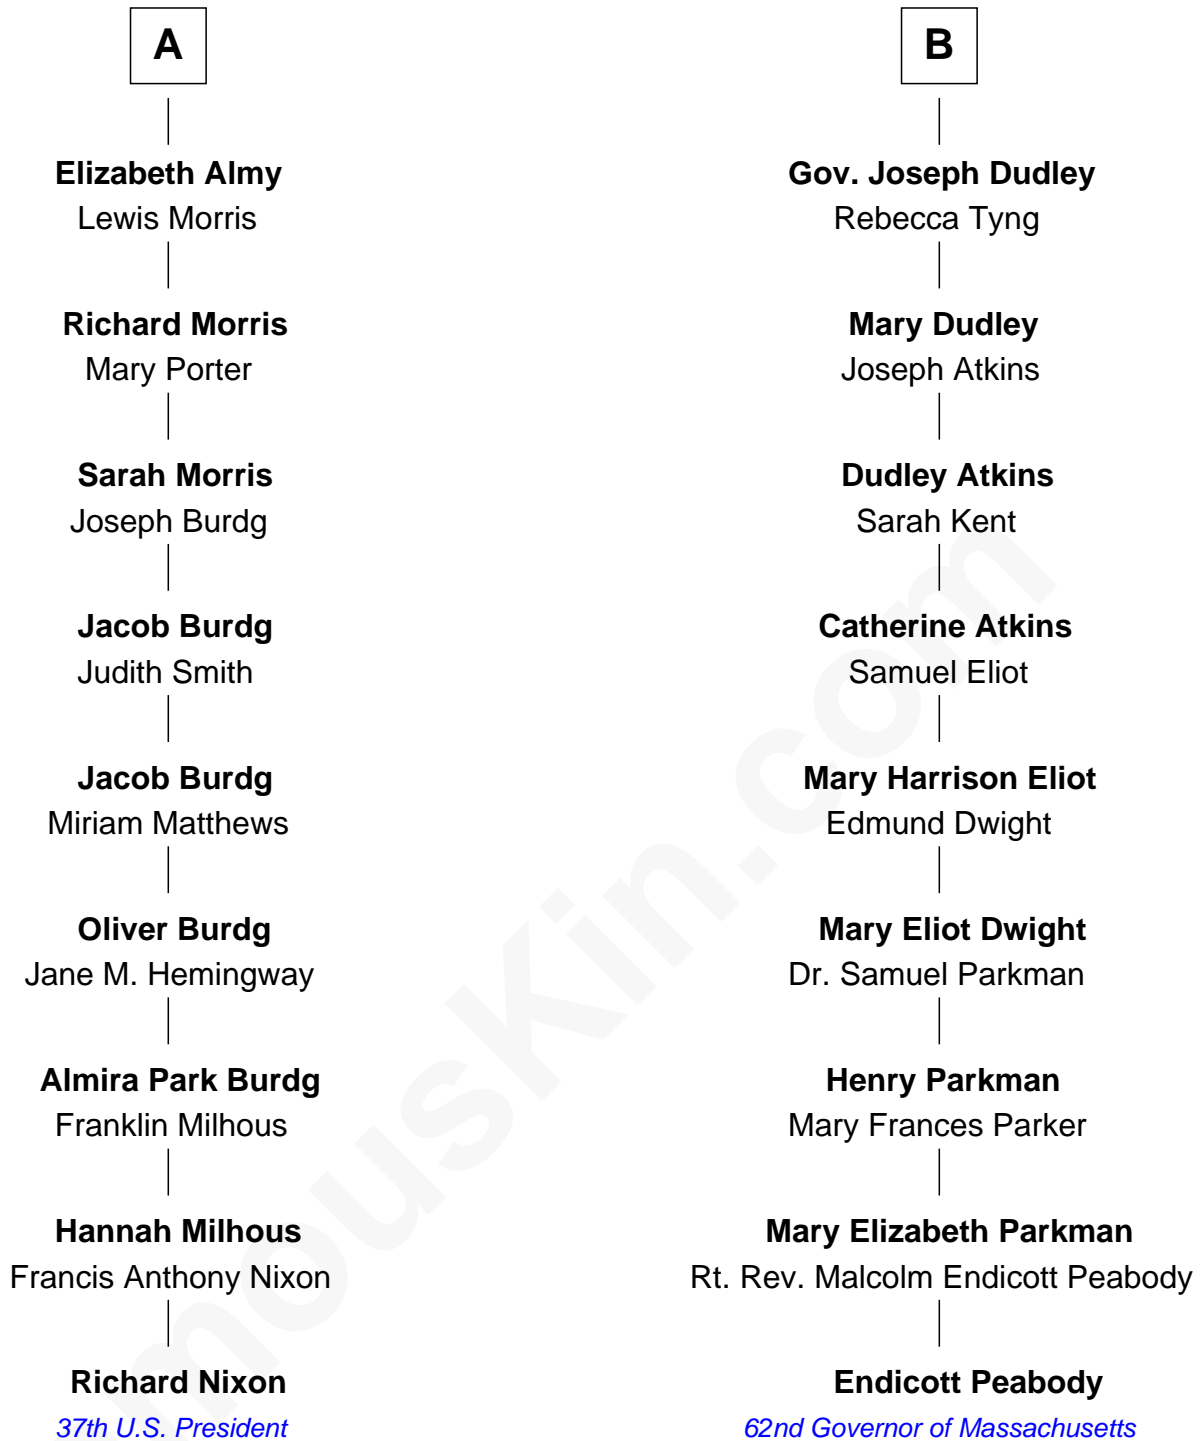 A
Elizabeth Almy
Lewis Morris
Richard Morris
Mary Porter
Sarah Morris
Joseph Burdg
Jacob Burdg
Judith Smith
Jacob Burdg
Miriam Matthews
Oliver Burdg
Jane M. Hemingway
Almira Park Burdg
Franklin Milhous
Hannah Milhous
Francis Anthony Nixon
Richard Nixon
37th U.S. President
B
Gov. Joseph Dudley
Rebecca Tyng
Mary Dudley
Joseph Atkins
Dudley Atkins
Sarah Kent
Catherine Atkins
Samuel Eliot
Mary Harrison Eliot
Edmund Dwight
Mary Eliot Dwight
Dr. Samuel Parkman
Henry Parkman
Mary Frances Parker
Mary Elizabeth Parkman
Rt. Rev. Malcolm Endicott Peabody
Endicott Peabody
62nd Governor of Massachusetts
mousKin.com